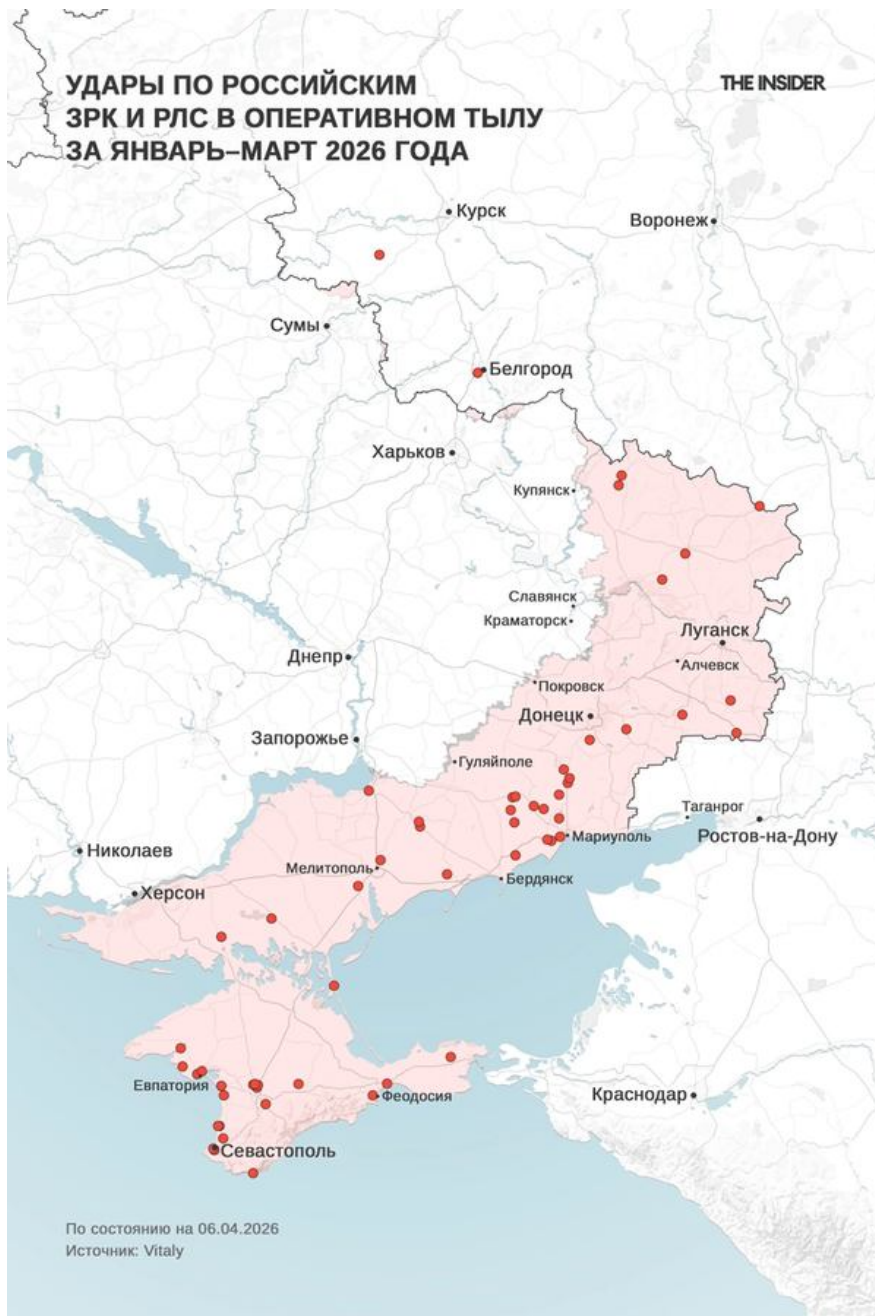 УДАРЫ ПО РОССИЙСКИМ
ЗРК И РЛС В ОПЕРАТИВНОМ ТЫЛУ
ЗА ЯНВАРЬ–МАРТ 2026 ГОДА
THE INSIDER
Курск
Воронеж
Сумы
Белгород
Харьков
Купянск
Славянск
Краматорск
Луганск
Днепр
Алчевск
Покровск
Донецк
Запорожье
Гуляйполе
Таганрог
Мариуполь
Ростов-на-Дону
Николаев
Мелитополь
Бердянск
Херсон
Евпатория
Феодосия
Краснодар
Севастополь
По состоянию на 06.04.2026
Источник: Vitaly